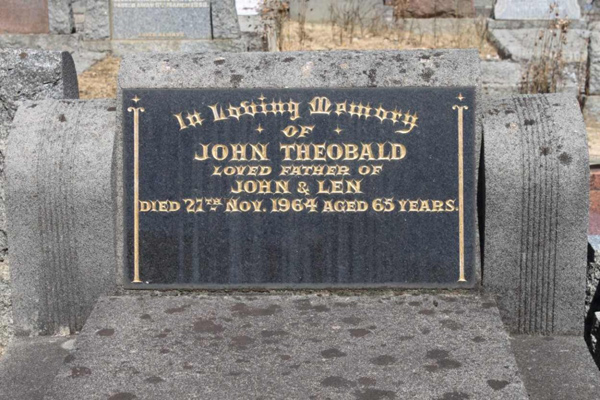 In Loving Memory
of
JOHN THEOBALD
LOVED FATHER OF
JOHN & LEN
DIED 27TH NOV. 1964 AGED 65 YEARS.